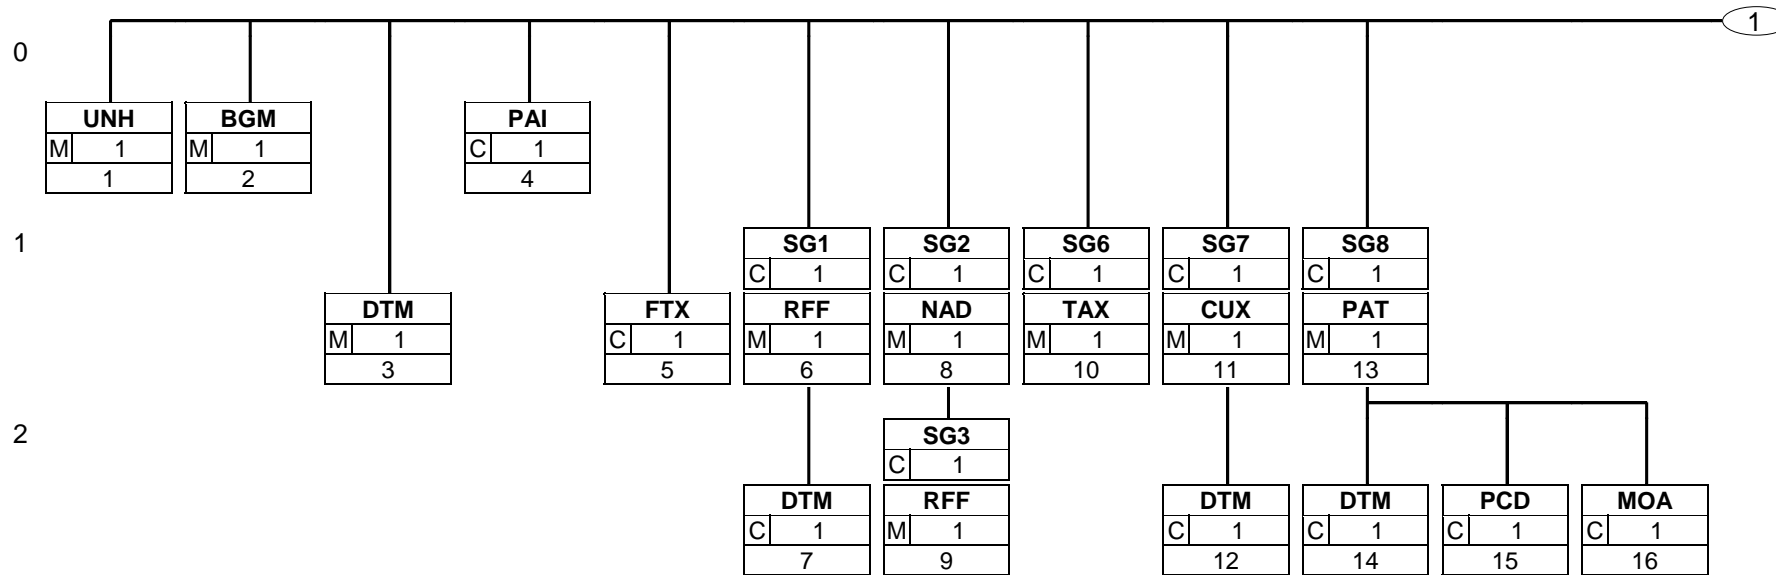 1
0
UNH BGM PAI
M 1 M 1 C 1
1 2 4
1 SG1 SG2 SG6 SG7 SG8
C 1 C 1 C 1 C 1 C 1
DTM FTX RFF NAD TAX CUX PAT
M 1 C 1 M 1 M 1 M 1 M 1 M 1
3 5 6 8 10 11 13
2 SG3
C 1
DTM RFF DTM DTM PCD MOA
C 1 M 1 C 1 C 1 C 1 C 1
7 9 12 14 15 16